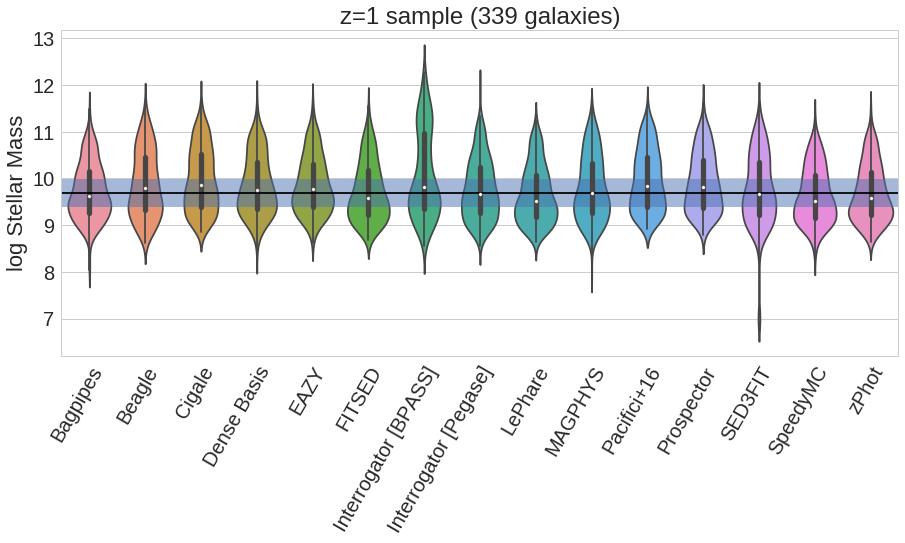 z=1 sample (339 galaxies)
log Stellar Mass
13
12
11
10
9
8
7
Bagpipes
Beagle
Cigale
Dense Basis
EAZY
FITSED
Interrogator [BPASS]
Interrogator [Pegase]
LePhare
MAGPHYS
Pacifici+16
Prospector
SED3FIT
SpeedyMC
zPhot